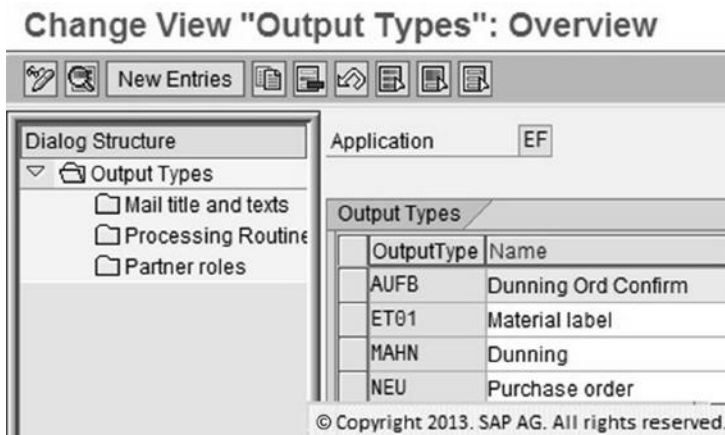 Change View "Output Types": Overview
New Entries
Dialog Structure
Output Types
Mail title and texts
Processing Routine
Partner roles
Application EF
Output Types
OutputType Name
AUFB Dunning Ord Confirm
ET01 Material label
MAHN Dunning
NEU Purchase order
© Copyright 2013. SAP AG. All rights reserved